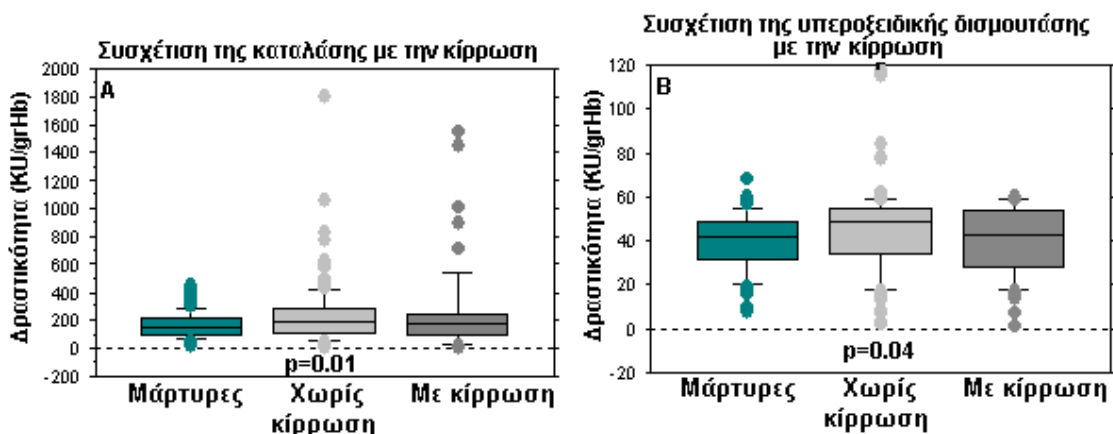 Συσχέτιση της καταλάσης με την κίρρωση
A
Δραστικότητα (KU/grHb)
2000
1800
1600
1400
1200
1000
800
600
400
200
0
-200
p=0.01
Μάρτυρες
Χωρίς
κίρρωση
Με κίρρωση
Συσχέτιση της υπεροξειδικής δισμουτάσης
με την κίρρωση
B
Δραστικότητα (KU/grHb)
120
100
80
60
40
20
0
-20
p=0.04
Μάρτυρες
Χωρίς
κίρρωση
Με κίρρωση